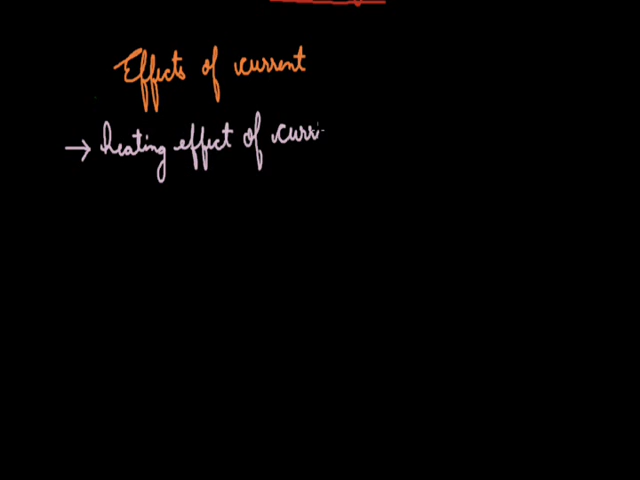 Effects of current
→ heating effect of curr